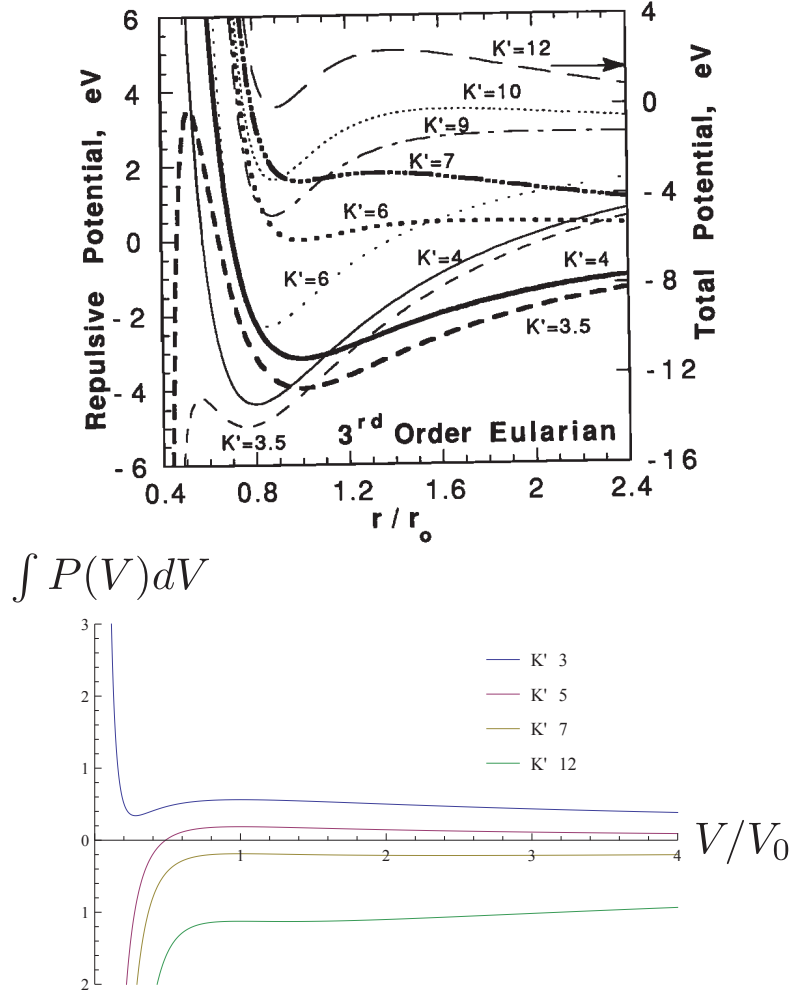 6
4
2
0
- 2
- 4
- 6
Repulsive Potential, eV
4
0
- 4
-8
-12
-16
Total Potential, eV
K'=12
K'=10
K'=9
K'=7
K'=6
K'=6
K'=4
K'=4
K'=3.5
K'=3.5
3rd Order Eularian
0.4 0.8 1.2 1.6 2 2.4
r / ro
∫ P(V)dV
3
2
1
0
1
2
K' 3
K' 5
K' 7
K' 12
1 2 3 4
V/V0